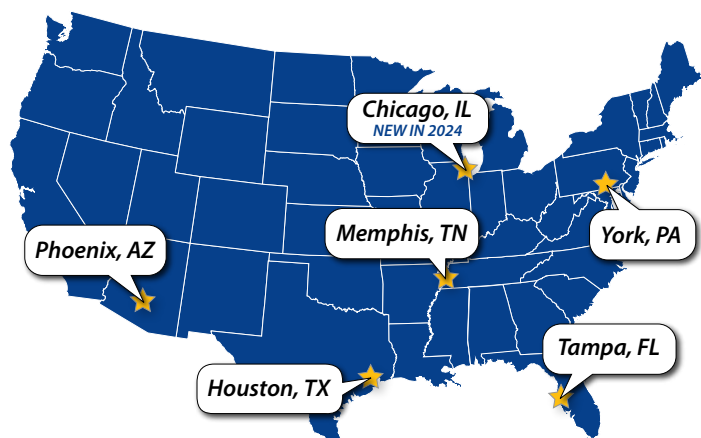 Chicago, IL
NEW IN 2024
Memphis, TN
York, PA
Phoenix, AZ
Tampa, FL
Houston, TX